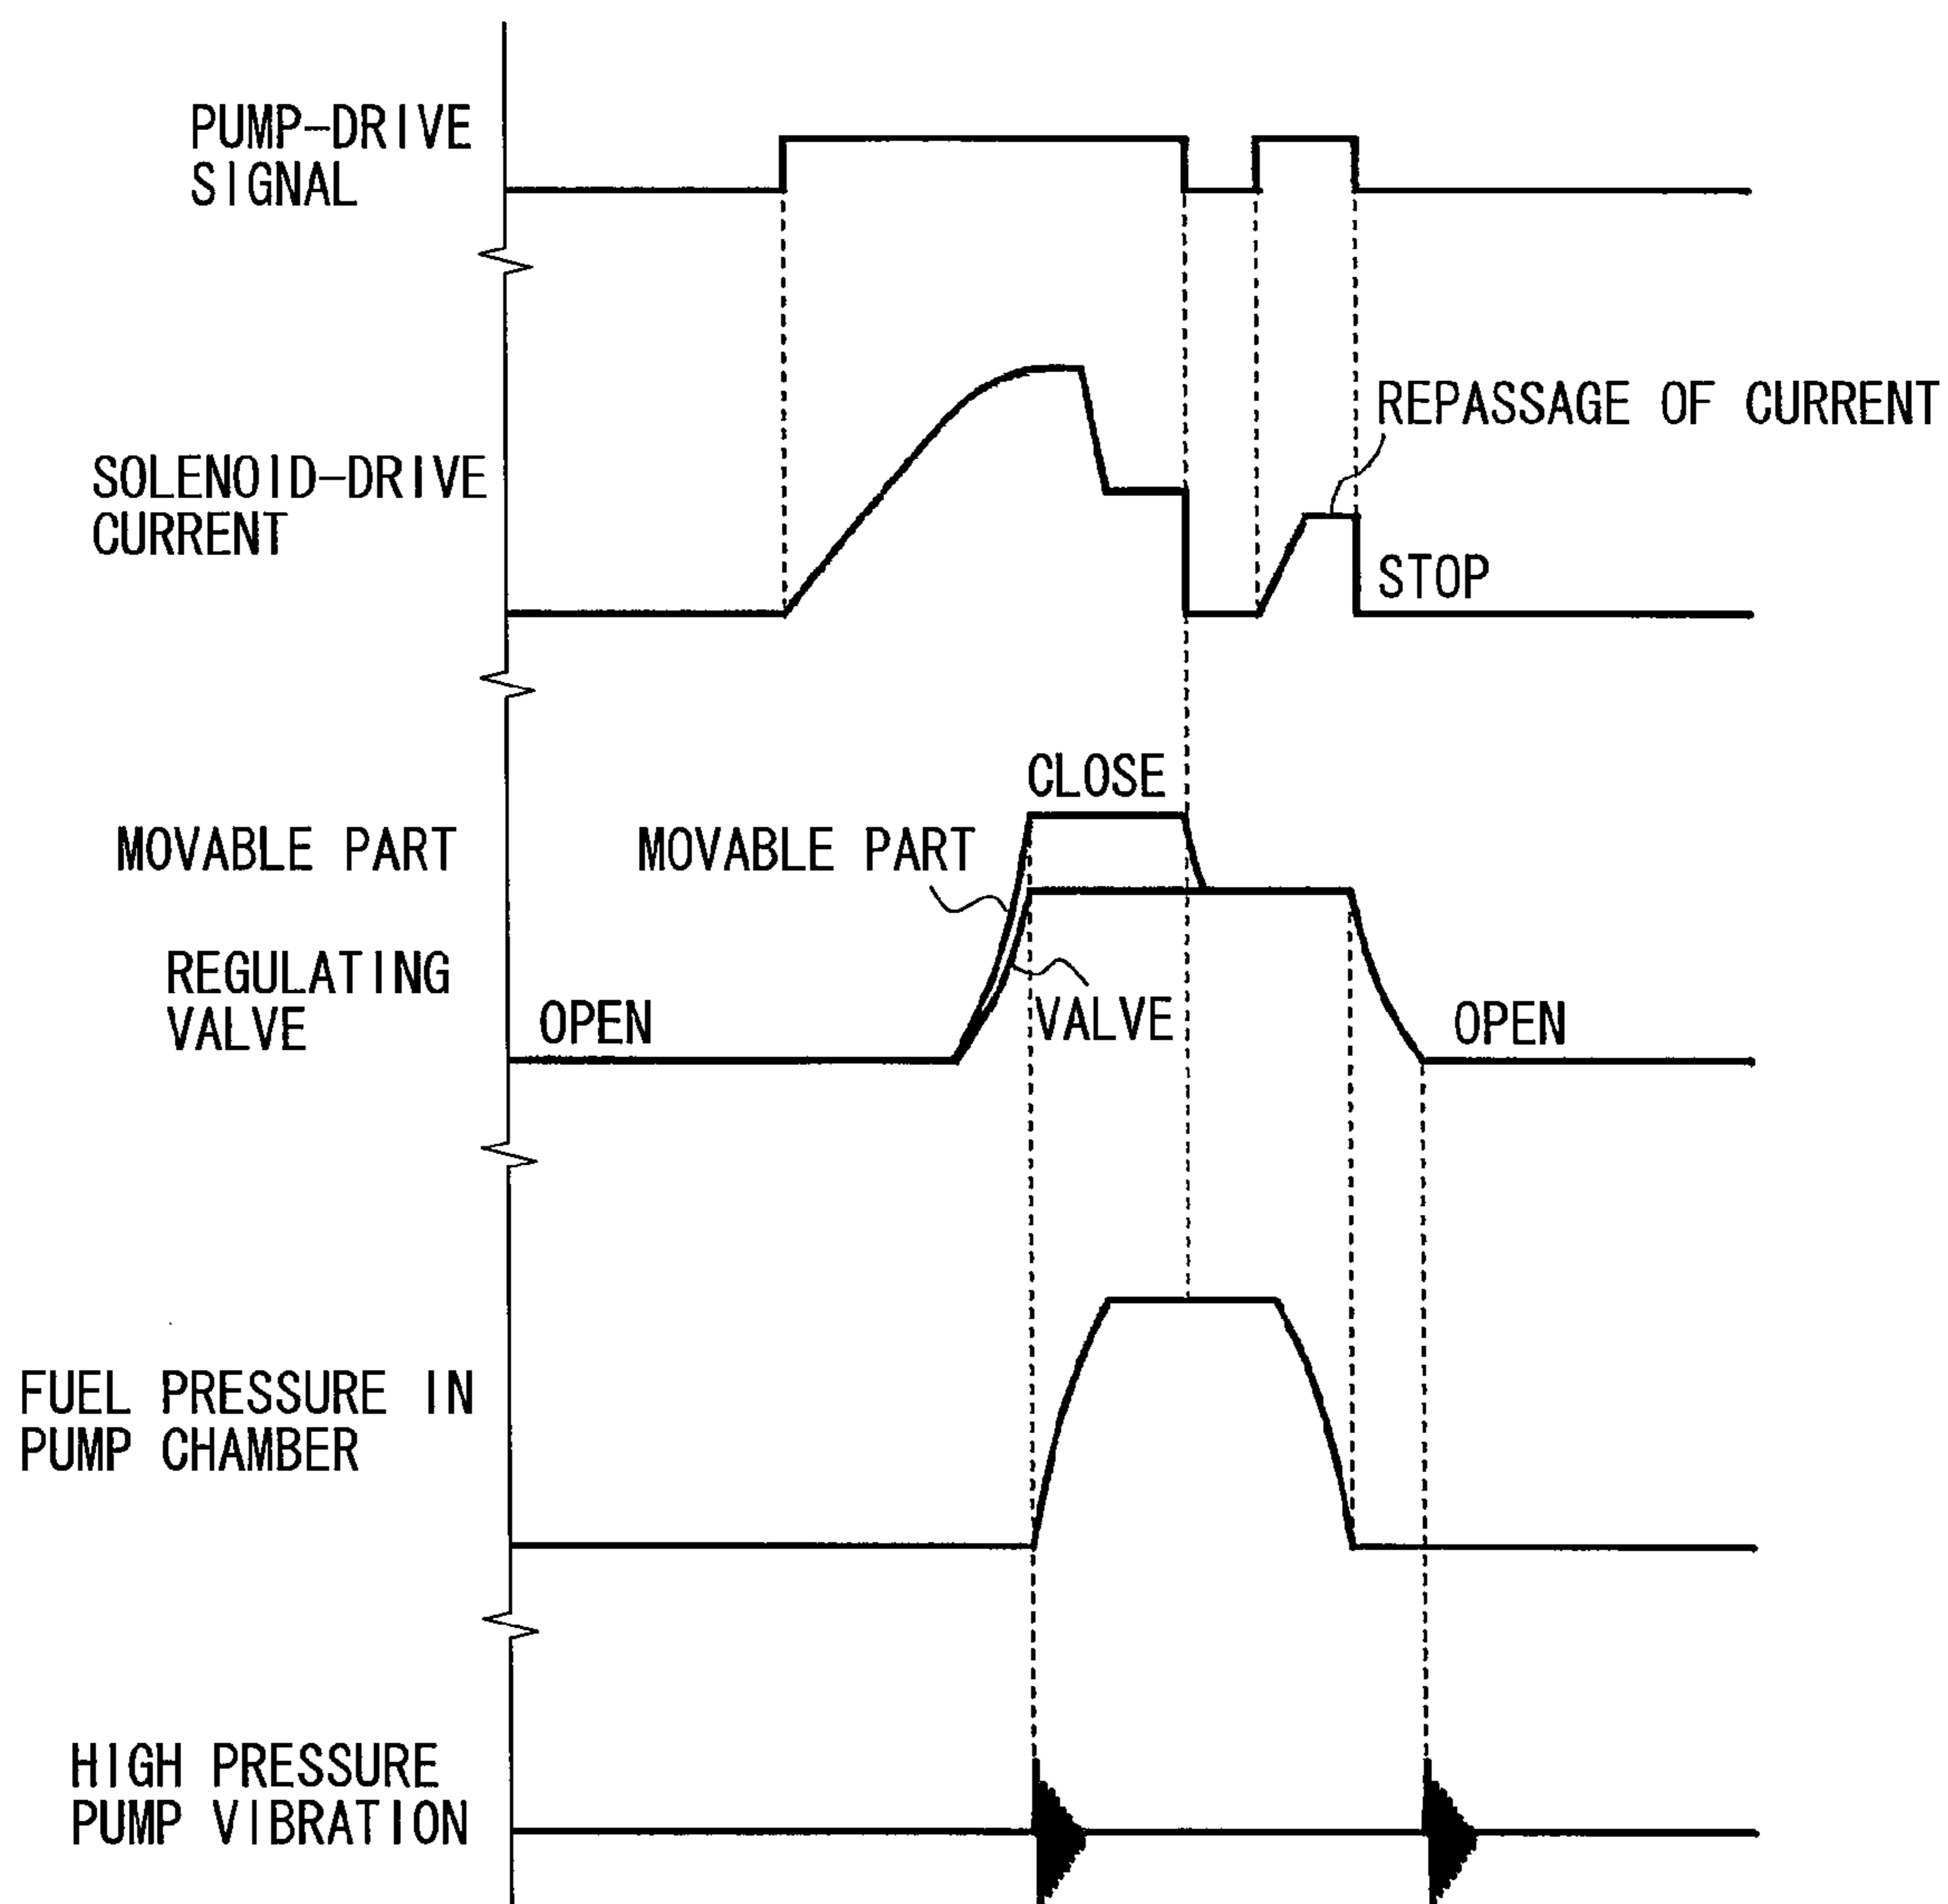 PUMP-DRIVE
SIGNAL
REPASSAGE OF CURRENT
SOLENOID-DRIVE
CURRENT
STOP
CLOSE
MOVABLE PART
MOVABLE PART
REGULATING
VALVE
OPEN
VALVE
OPEN
FUEL PRESSURE IN
PUMP CHAMBER
HIGH PRESSURE
PUMP VIBRATION